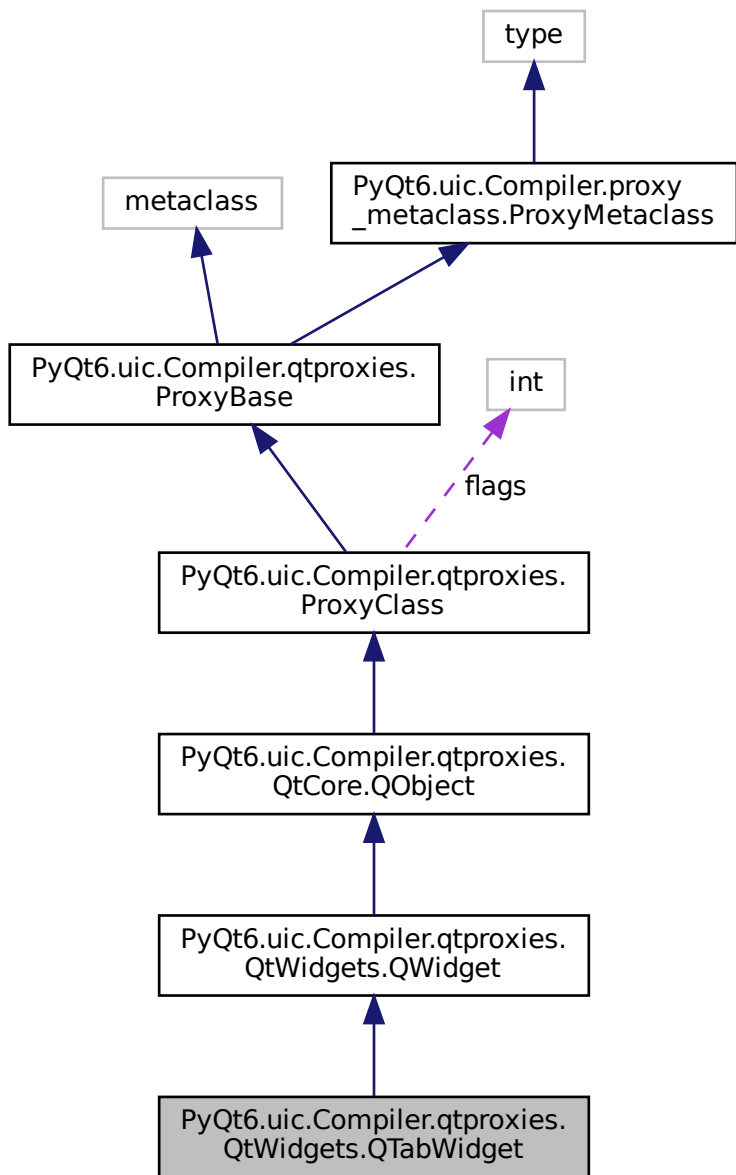 type
PyQt6.uic.Compiler.proxy
_metaclass.ProxyMetaclass
metaclass
PyQt6.uic.Compiler.qtproxies.
ProxyBase
int
flags
PyQt6.uic.Compiler.qtproxies.
ProxyClass
PyQt6.uic.Compiler.qtproxies.
QtCore.QObject
PyQt6.uic.Compiler.qtproxies.
QtWidgets.QWidget
PyQt6.uic.Compiler.qtproxies.
QtWidgets.QTabWidget